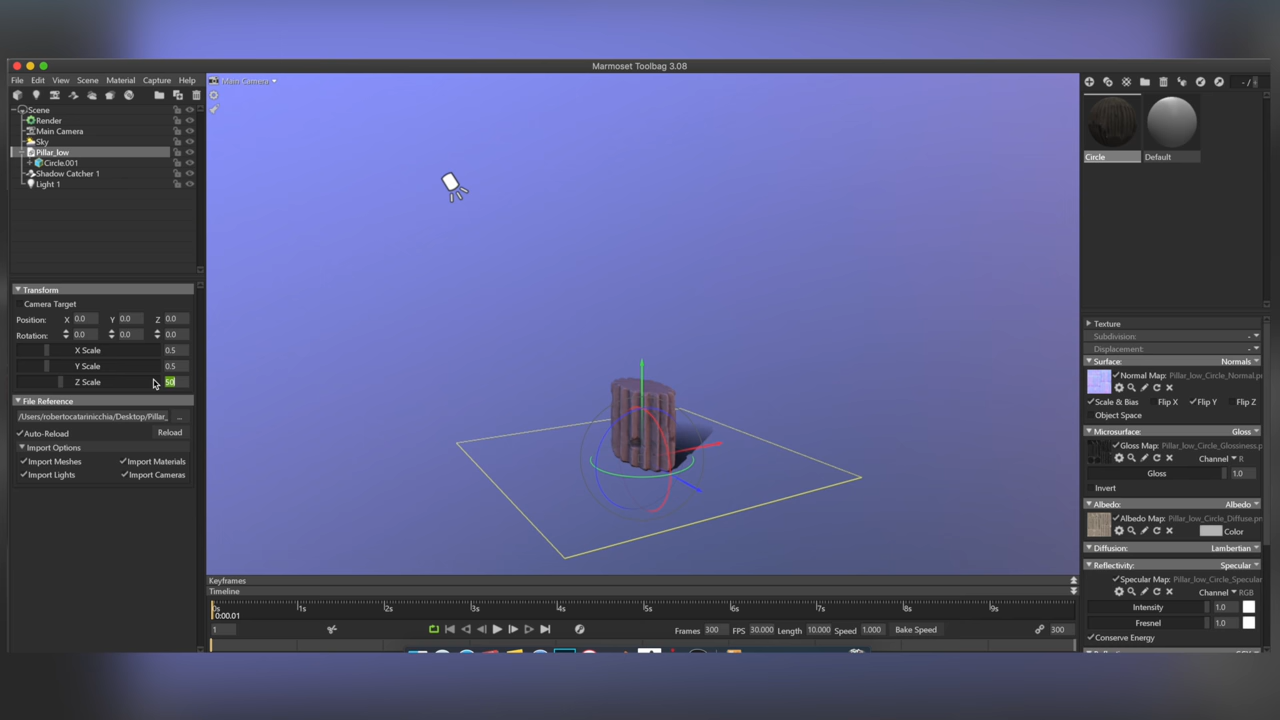 Marmoset Toolbag 3.08
File Edit View Scene Material Capture Help
Main Camera
Scene
Render
Main Camera
Sky
Pillar_low
Circle.001
Shadow Catcher 1
Light 1
Circle Default
Transform
Camera Target
Position: X 0.0 Y 0.0 Z 0.0
Rotation: 0.0 0.0 0.0
X Scale 0.5
Y Scale 0.5
Z Scale
File Reference
/Users/robertocatarinicchia/Desktop/Pillar_ ...
Auto-Reload Reload
Import Options
Import Meshes Import Materials
Import Lights Import Cameras
Texture
Subdivision: -
Displacement: -
Surface: Normals
Normal Map: Pillar_low_Circle_Normal.p
Scale & Bias Flip X Flip Y Flip Z
Object Space
Microsurface: Gloss
Gloss Map: Pillar_low_Circle_Glossiness.p
Channel R
Gloss 1.0
Invert
Albedo: Albedo
Albedo Map: Pillar_low_Circle_Diffuse.p
Color
Diffusion: Lambertian
Reflectivity: Specular
Specular Map: Pillar_low_Circle_Specular
Channel RGB
Intensity 1.0
Fresnel 1.0
Conserve Energy
Keyframes
Timeline
0s 1s 2s 3s 4s 5s 6s 7s 8s 9s
0:00.01
1 Frames 300 FPS 30.000 Length 10.000 Speed 1.000 Bake Speed 300